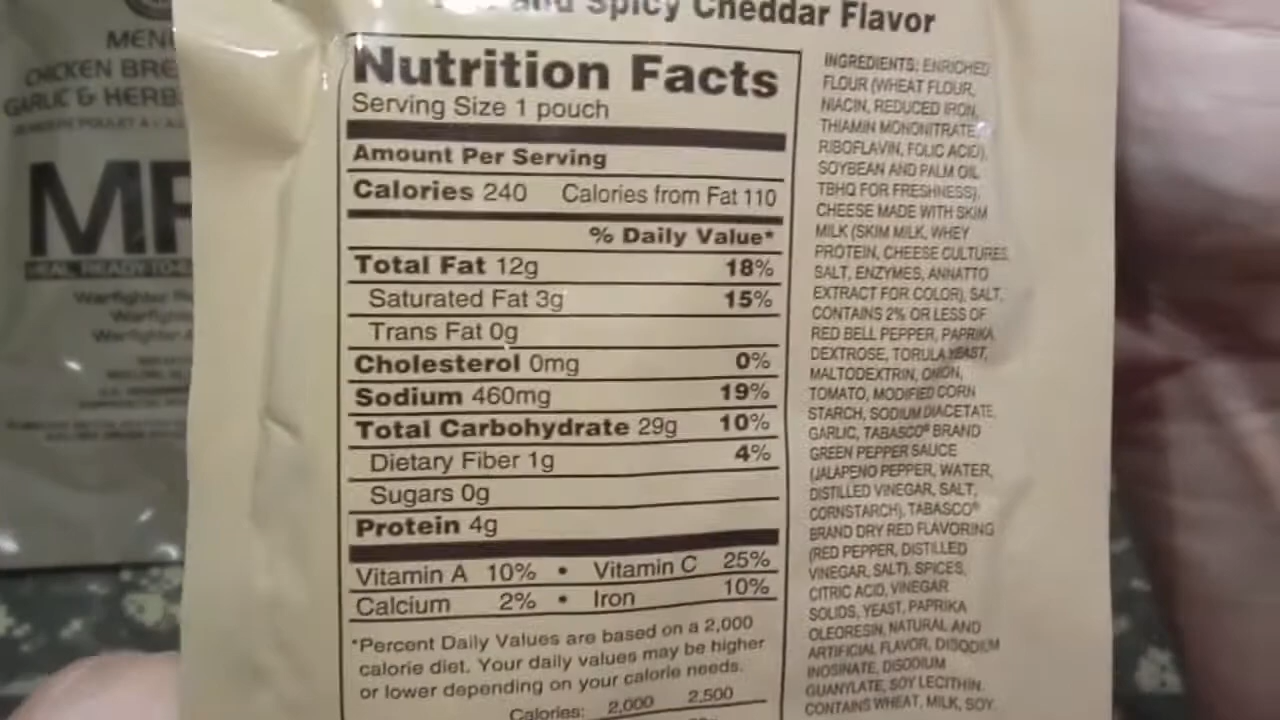 and Spicy Cheddar Flavor
Nutrition Facts
Serving Size 1 pouch
Amount Per Serving
Calories 240 Calories from Fat 110
% Daily Value*
Total Fat 12g 18%
Saturated Fat 3g 15%
Trans Fat 0g
Cholesterol 0mg 0%
Sodium 460mg 19%
Total Carbohydrate 29g 10%
Dietary Fiber 1g 4%
Sugars 0g
Protein 4g
Vitamin A 10% • Vitamin C 25%
Calcium 2% • Iron 10%
*Percent Daily Values are based on a 2,000
calorie diet. Your daily values may be higher
or lower depending on your calorie needs.
Calories: 2,000 2,500
INGREDIENTS: ENRICHED
FLOUR (WHEAT FLOUR,
NIACIN, REDUCED IRON,
THIAMIN MONONITRATE,
RIBOFLAVIN, FOLIC ACID),
SOYBEAN AND PALM OIL
TBHQ FOR FRESHNESS),
CHEESE MADE WITH SKIM
MILK (SKIM MILK, WHEY
PROTEIN, CHEESE CULTURES,
SALT, ENZYMES, ANNATTO
EXTRACT FOR COLOR), SALT,
CONTAINS 2% OR LESS OF
RED BELL PEPPER, PAPRIKA,
DEXTROSE, TORULA YEAST,
MALTODEXTRIN, ONION,
TOMATO, MODIFIED CORN
STARCH, SODIUM DIACETATE,
GARLIC, TABASCO® BRAND
GREEN PEPPER SAUCE
(JALAPENO PEPPER, WATER,
DISTILLED VINEGAR, SALT,
CORNSTARCH), TABASCO®
BRAND DRY RED FLAVORING
(RED PEPPER, DISTILLED
VINEGAR, SALT), SPICES,
CITRIC ACID, VINEGAR
SOLIDS, YEAST, PAPRIKA
OLEORESIN, NATURAL AND
ARTIFICIAL FLAVOR, DISODIUM
INOSINATE, DISODIUM
GUANYLATE, SOY LECITHIN.
CONTAINS WHEAT, MILK, SOY.
MENU
CHICKEN BRE
GARLIC & HERB
MR
MEAL, READY-TO-E